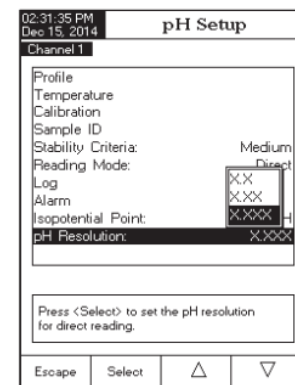 02:31:35 PM
Dec 15, 2014
pH Setup
Channel 1
Profile
Temperature
Calibration
Sample ID
Stability Criteria: Medium
Reading Mode: Direct
Log
X.X
Alarm
X.XX
Isopotential Point: X.XXX H
pH Resolution: X.XXX
Press <Select> to set the pH resolution
for direct reading.
Escape Select △ ▽